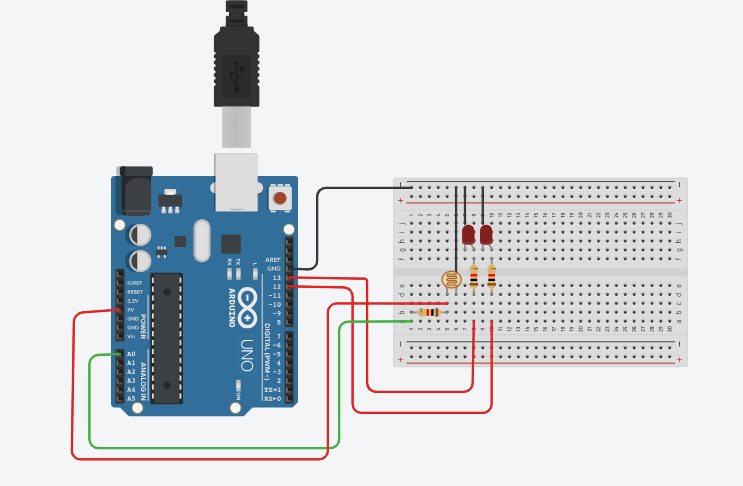 AREF
GND
13
12
~11
~10
~9
8
7
~6
~5
4
~3
2
TX→1
RX←0
DIGITAL (PWM~)
IOREF
RESET
3.3V
5V
GND
GND
Vin
POWER
A0
A1
A2
A3
A4
A5
ANALOG IN
RX
TX
L
ARDUINO
UNO
ON